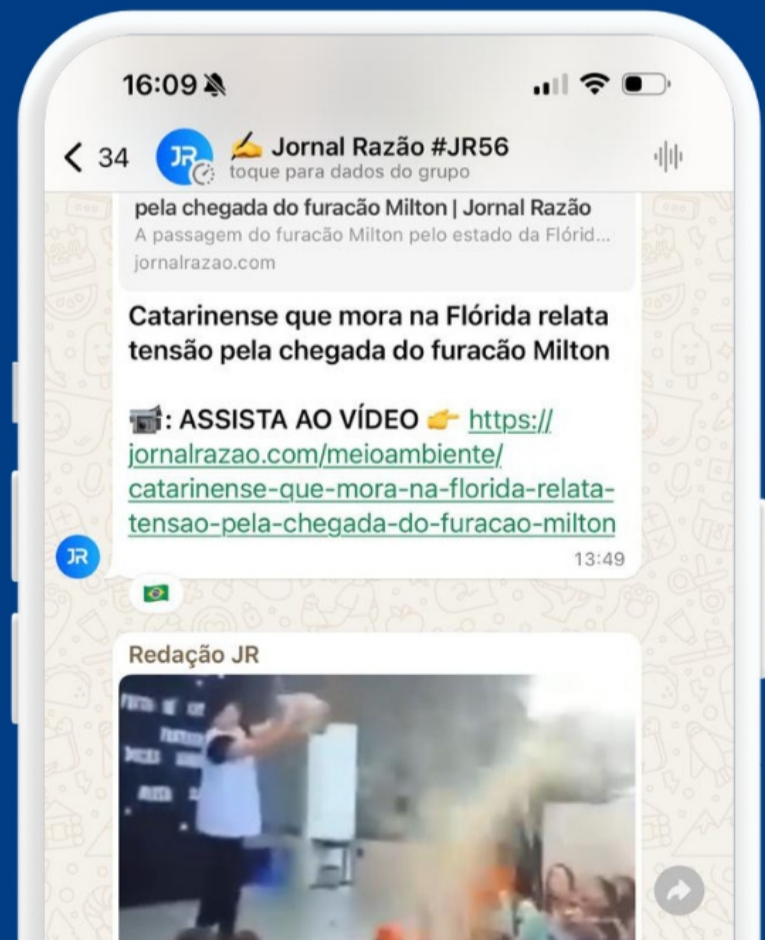 16:09
34
JR
✍️ Jornal Razão #JR56
toque para dados do grupo
pela chegada do furacão Milton | Jornal Razão
A passagem do furacão Milton pelo estado da Flórid...
jornalrazao.com
Catarinense que mora na Flórida relata
tensão pela chegada do furacão Milton
📹: ASSISTA AO VÍDEO 👉 https://
jornalrazao.com/meioambiente/
catarinense-que-mora-na-florida-relata-
tensao-pela-chegada-do-furacao-milton
13:49
JR
Redação JR